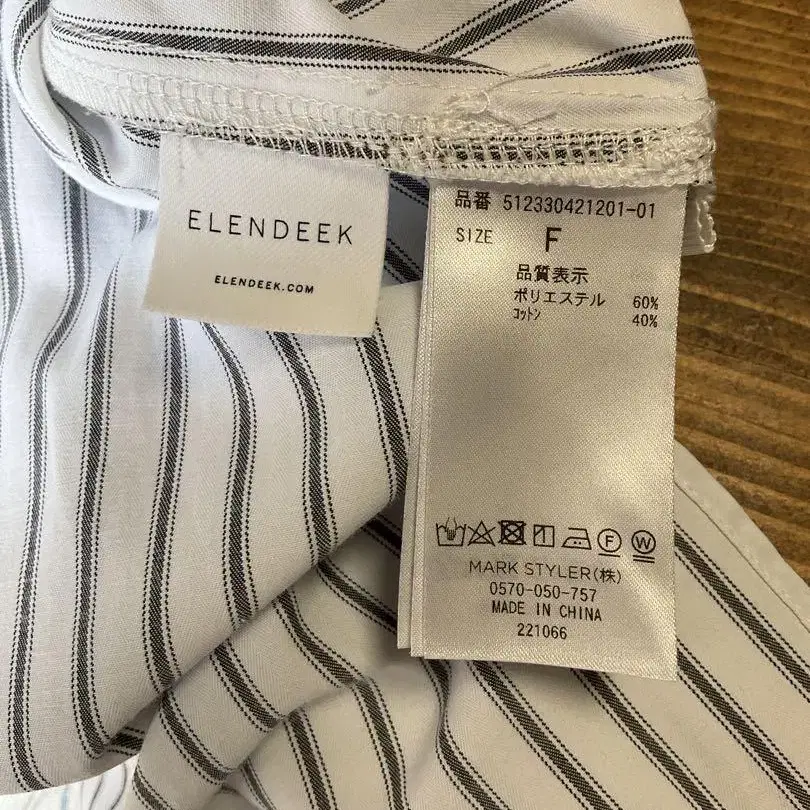 ELENDEEK
ELENDEEK.COM
品番 512330421201-01
SIZE F
品質表示
ポリエステル 60%
コットン 40%
F W
MARK STYLER(株)
0570-050-757
MADE IN CHINA
221066